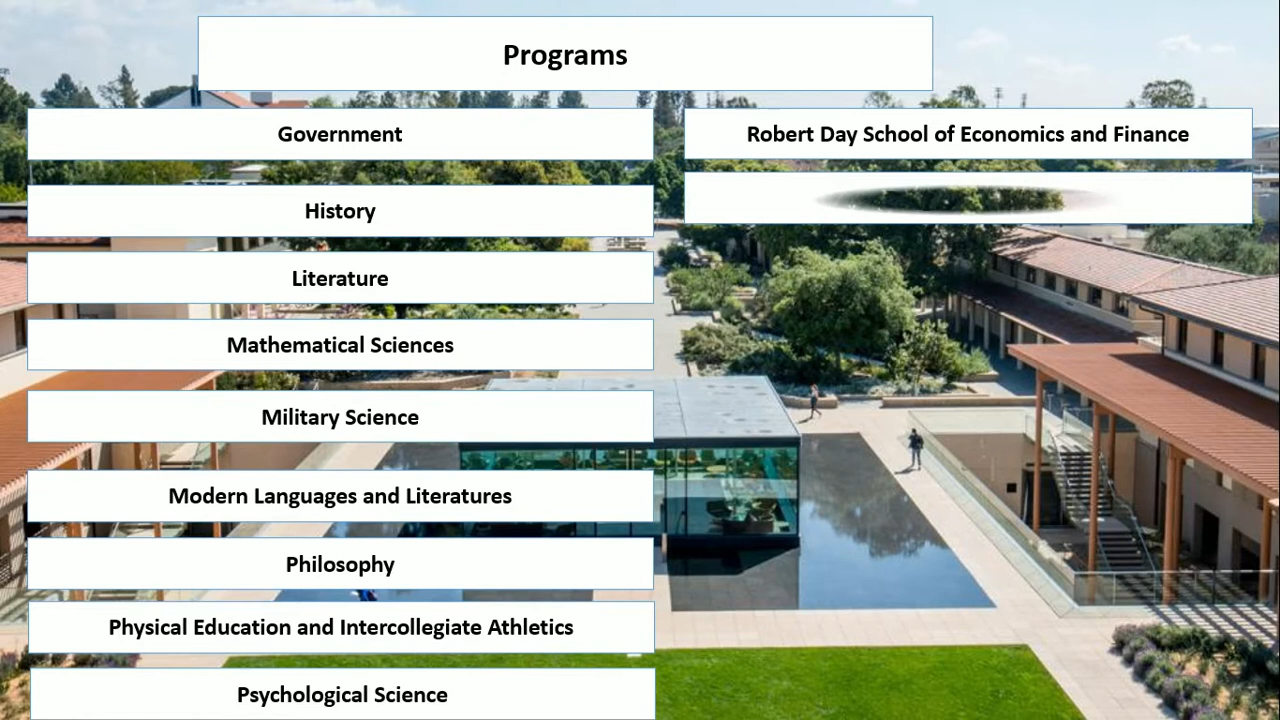 Programs
Government
History
Literature
Mathematical Sciences
Military Science
Modern Languages and Literatures
Philosophy
Physical Education and Intercollegiate Athletics
Psychological Science
Robert Day School of Economics and Finance